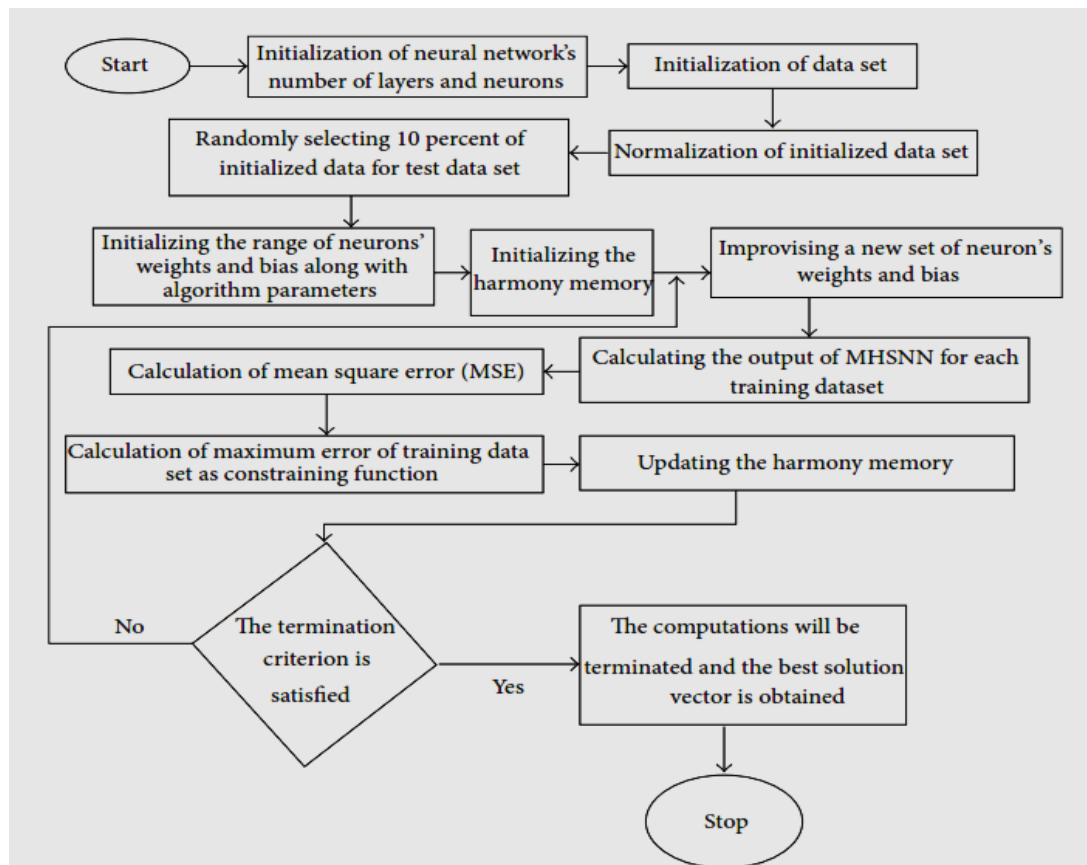 Start
Initialization of neural network's
number of layers and neurons
Initialization of data set
Normalization of initialized data set
Randomly selecting 10 percent of
initialized data for test data set
Initializing the range of neurons'
weights and bias along with
algorithm parameters
Initializing the
harmony memory
Improvising a new set of neuron's
weights and bias
Calculating the output of MHSNN for each
training dataset
Calculation of mean square error (MSE)
Calculation of maximum error of training data
set as constraining function
Updating the harmony memory
The termination
criterion is
satisfied
No
Yes
The computations will be
terminated and the best solution
vector is obtained
Stop